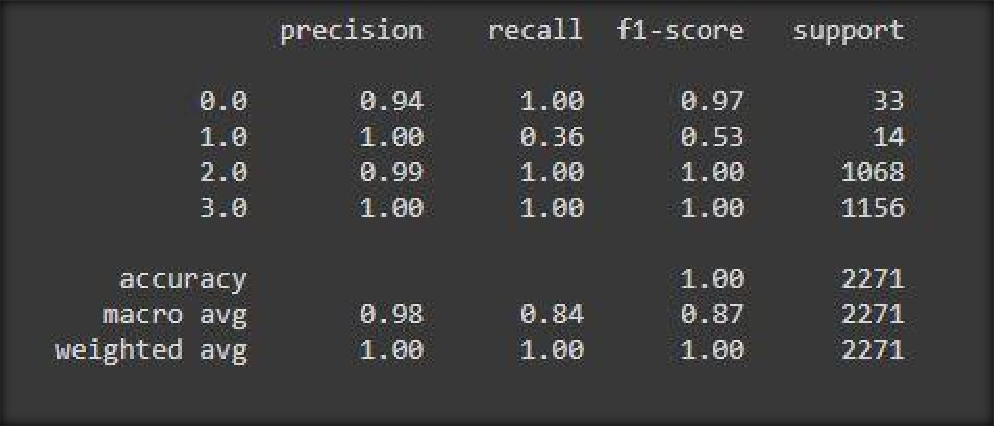 precision recall f1-score support
0.0 0.94 1.00 0.97 33
1.0 1.00 0.36 0.53 14
2.0 0.99 1.00 1.00 1068
3.0 1.00 1.00 1.00 1156
accuracy 1.00 2271
macro avg 0.98 0.84 0.87 2271
weighted avg 1.00 1.00 1.00 2271